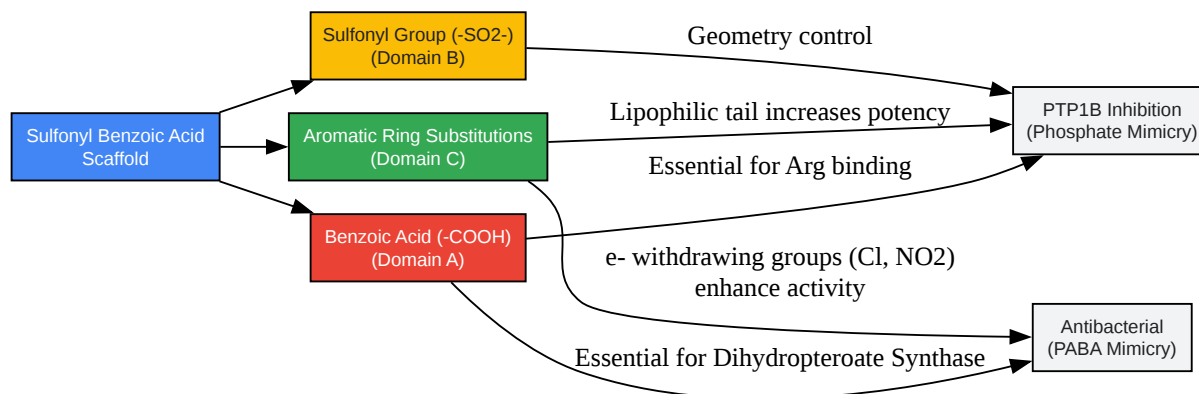 Sulfonyl Group (-SO2-)
(Domain B)
Geometry control
Sulfonyl Benzoic Acid
Scaffold
Aromatic Ring Substitutions
(Domain C)
Lipophilic tail increases potency
PTP1B Inhibition
(Phosphate Mimicry)
Essential for Arg binding
Benzoic Acid (-COOH)
(Domain A)
e- withdrawing groups (Cl, NO2)
enhance activity
Essential for Dihydropteroate Synthase
Antibacterial
(PABA Mimicry)